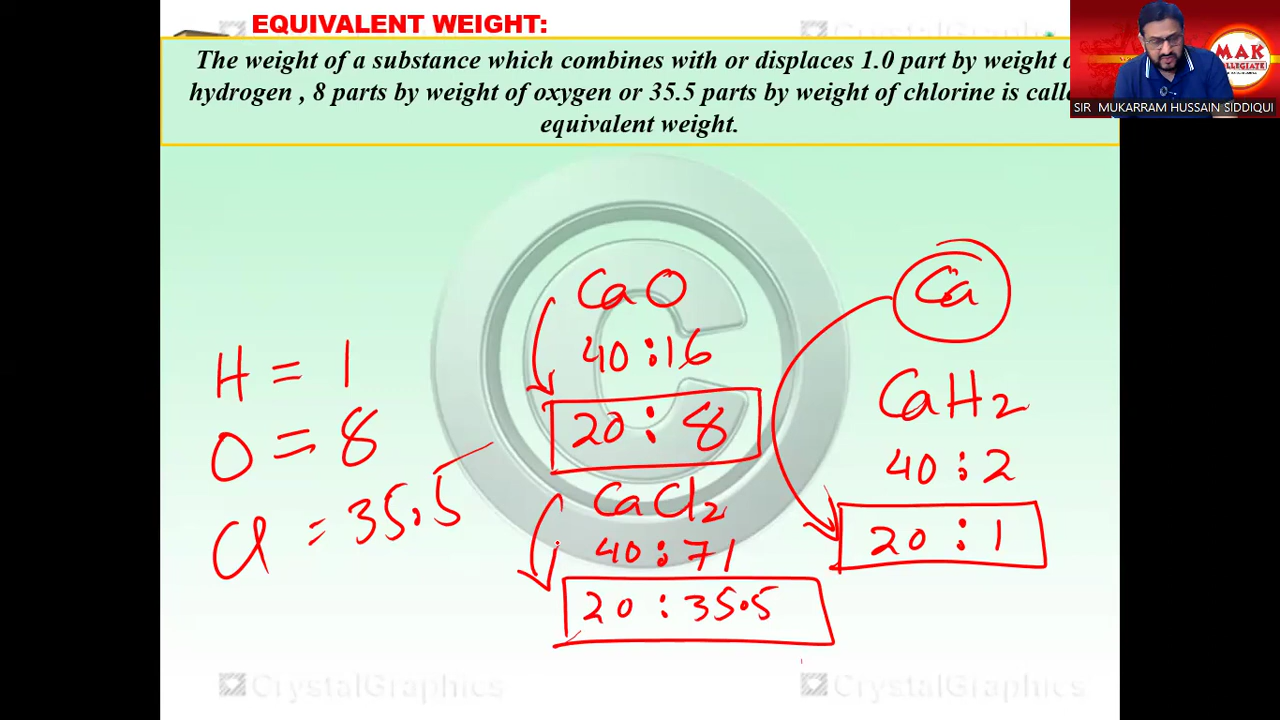 EQUIVALENT WEIGHT:
The weight of a substance which combines with or displaces 1.0 part by weight
hydrogen , 8 parts by weight of oxygen or 35.5 parts by weight of chlorine is
equivalent weight.
MAK
SIR MUKARRAM HUSSAIN SIDDIQUI
H = 1
O = 8
Cl = 35.5
CaO
40 : 16
20 : 8
CaCl2
40 : 71
20 : 35.5
Ca
CaH2
40 : 2
20 : 1
CrystalGraphics
CrystalGraphics